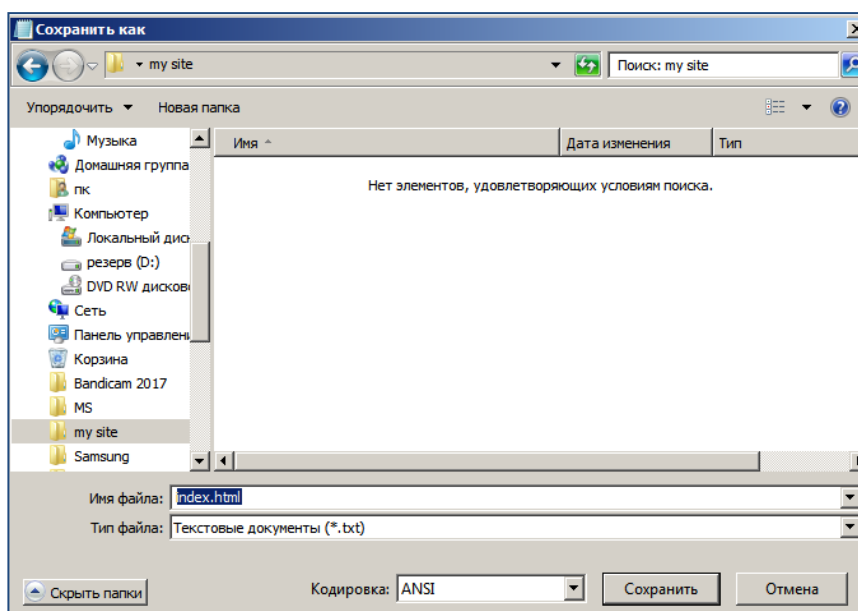 Сохранить как
my site
Поиск: my site
Упорядочить Новая папка
Музыка
Домашняя группа
пк
Компьютер
Локальный дис
резерв (D:)
DVD RW дисков
Сеть
Панель управлен
Корзина
Bandicam 2017
MS
my site
Samsung
Имя Дата изменения Тип
Нет элементов, удовлетворяющих условиям поиска.
Имя файла: index.html
Тип файла: Текстовые документы (*.txt)
Скрыть папки Кодировка: ANSI Сохранить Отмена